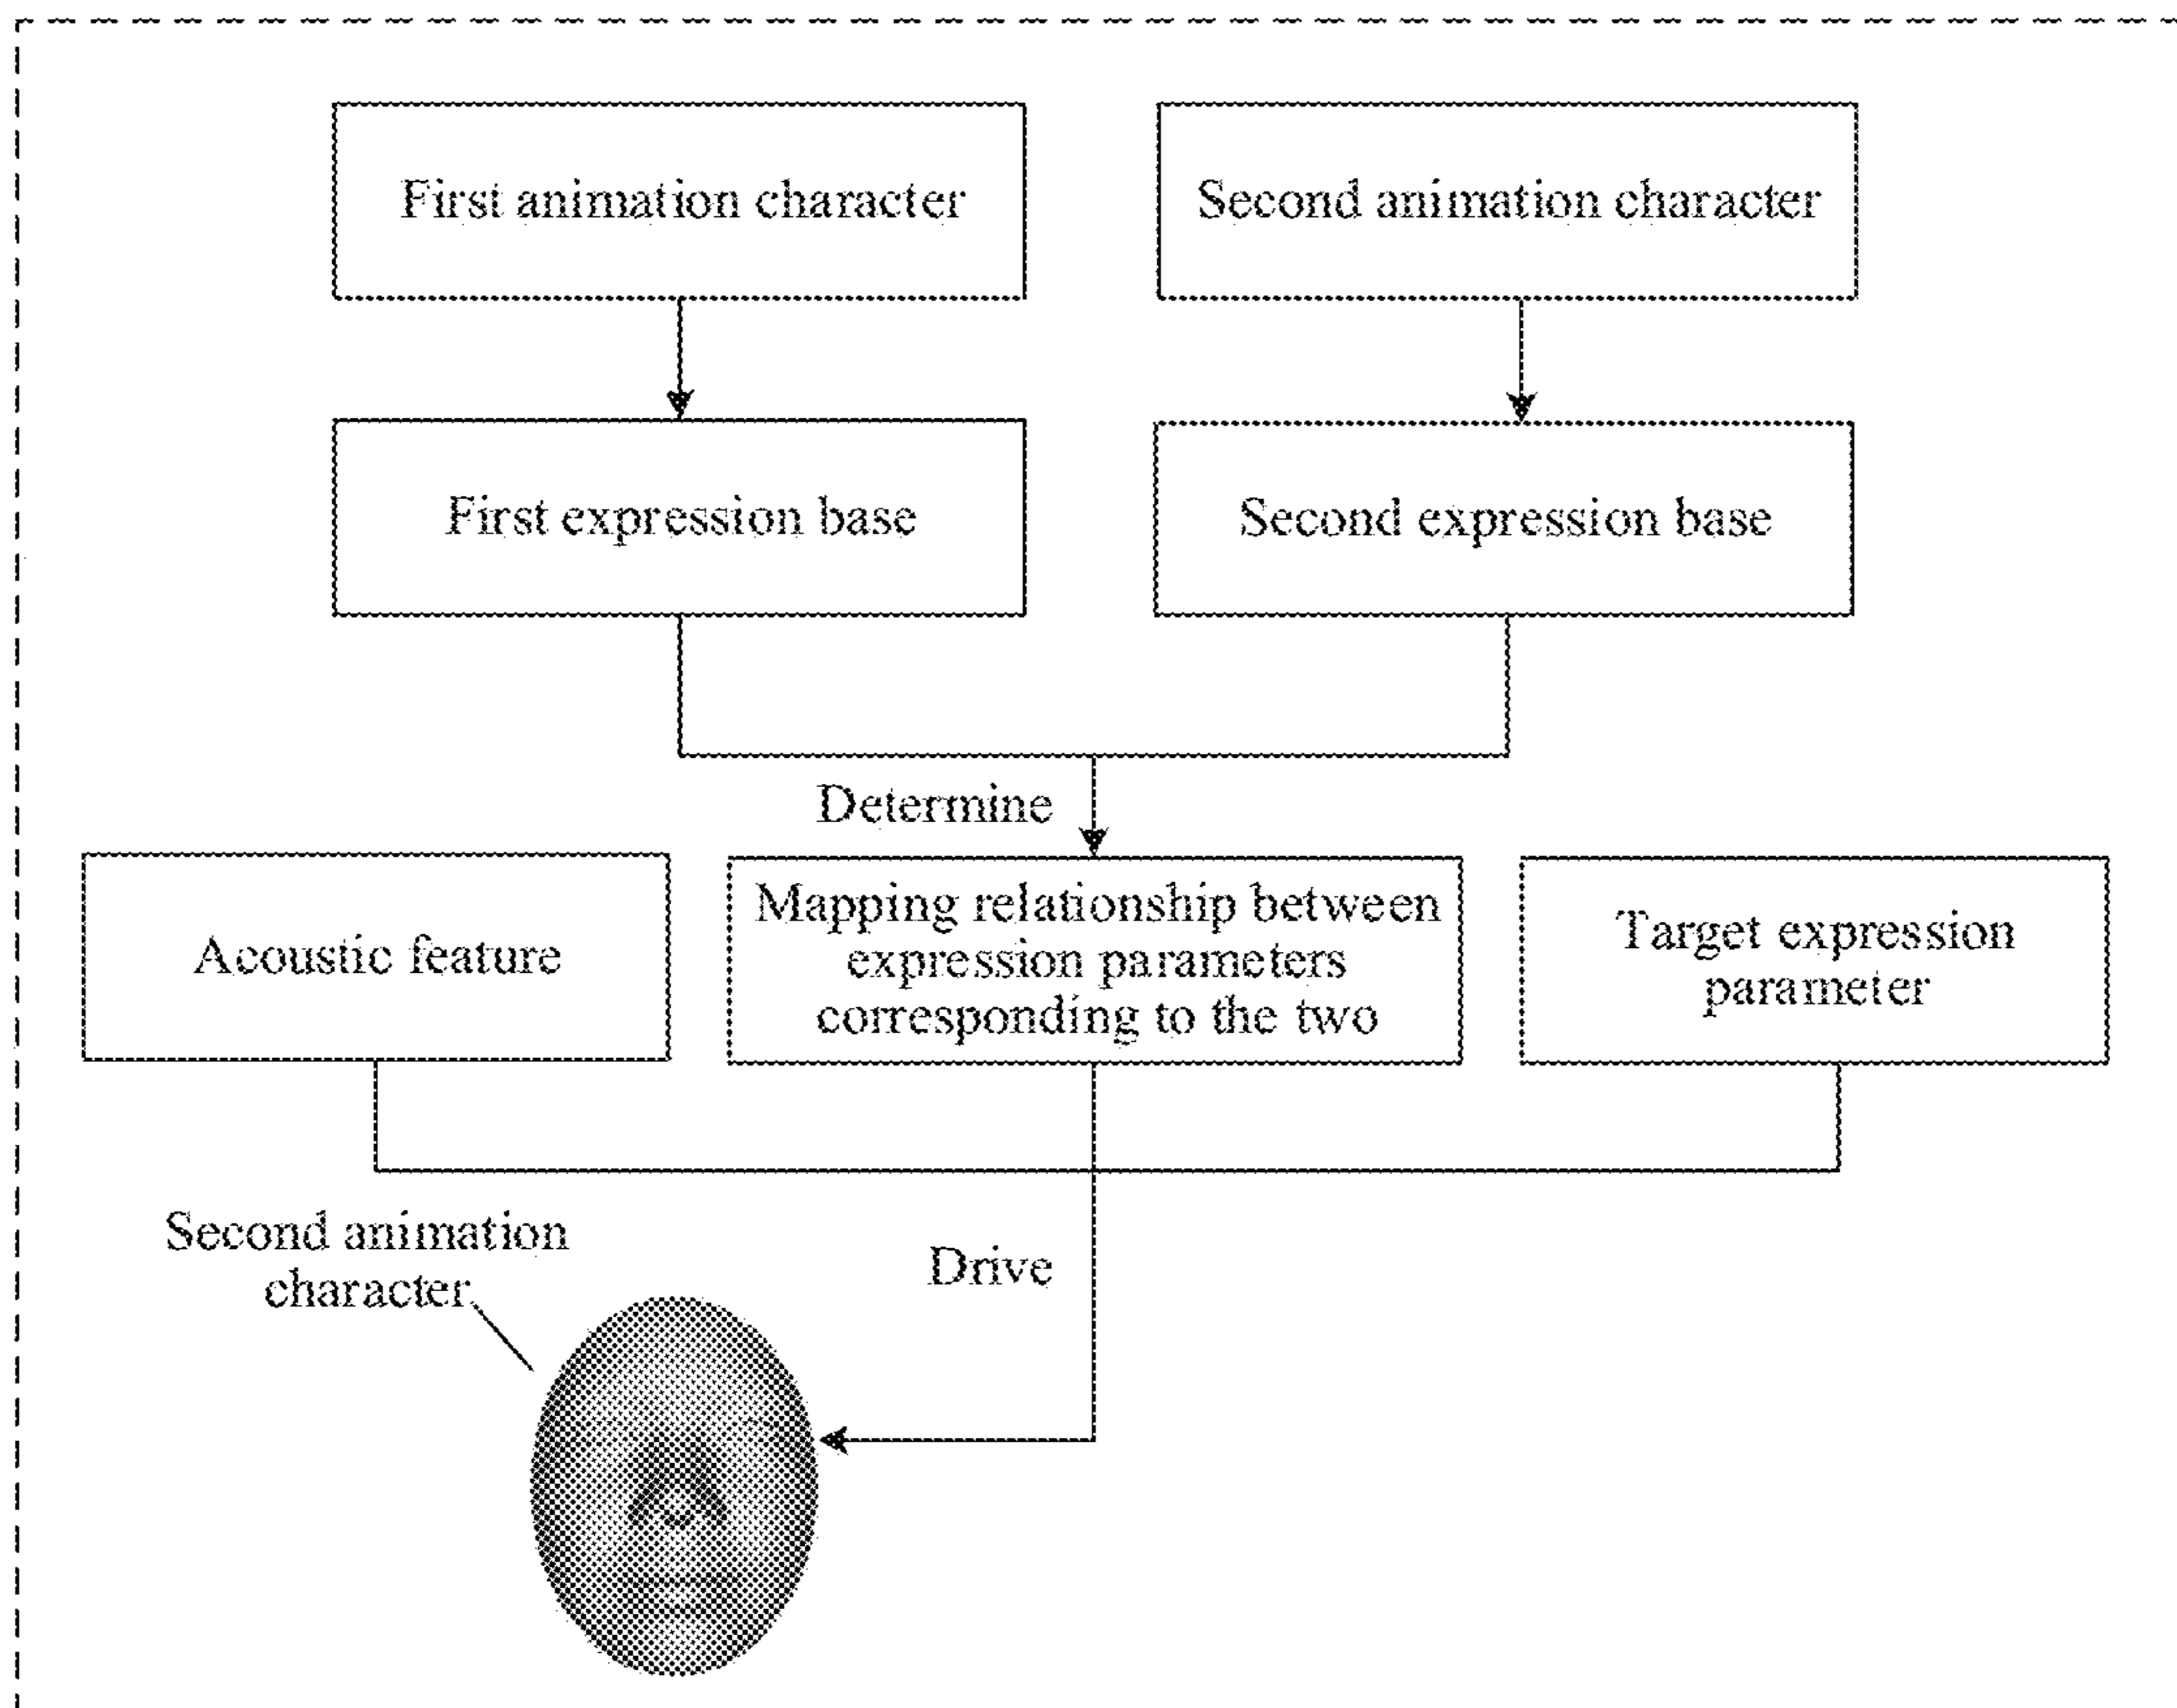 First animation character
Second animation character
First expression base
Second expression base
Determine
Acoustic feature
Mapping relationship between
expression parameters
corresponding to the two
Target expression
parameter
Second animation
character
Drive